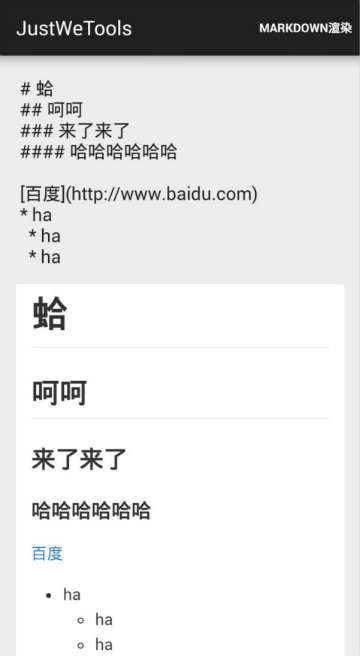 JustWeTools
MARKDOWN渲染
# 蛤
## 呵呵
### 来了来了
#### 哈哈哈哈哈哈
[百度](http://www.baidu.com)
* ha
  * ha
  * ha
蛤
呵呵
来了来了
哈哈哈哈哈哈
百度
• ha
◦ ha
◦ ha